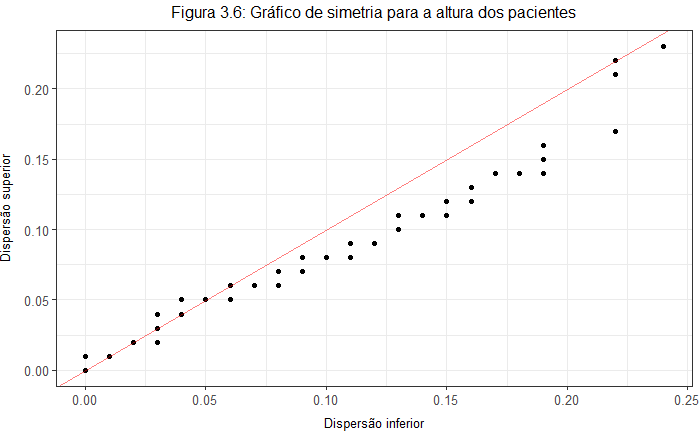 Figura 3.6: Gráfico de simetria para a altura dos pacientes
Dispersão superior
0.20
0.15
0.10
0.05
0.00
0.00 0.05 0.10 0.15 0.20 0.25
Dispersão inferior